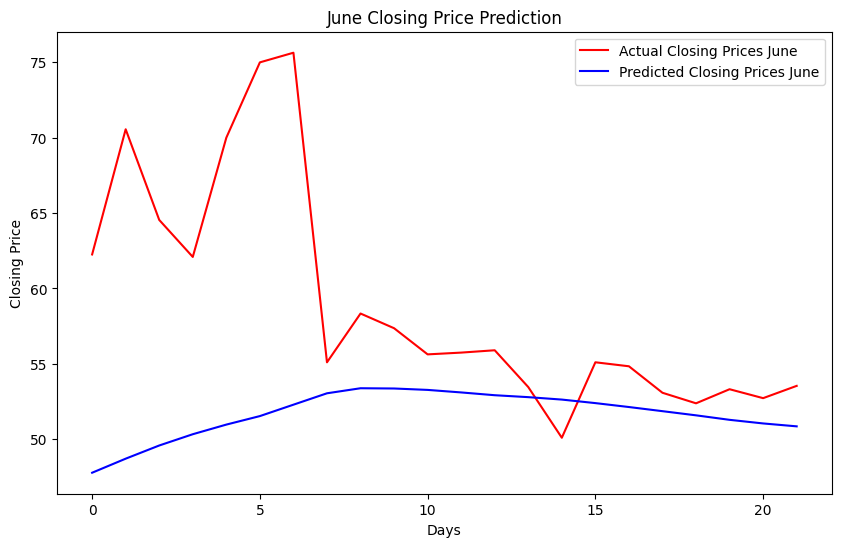 June Closing Price Prediction
Actual Closing Prices June
Predicted Closing Prices June
75
70
65
60
55
50
Closing Price
0
5
10
15
20
Days